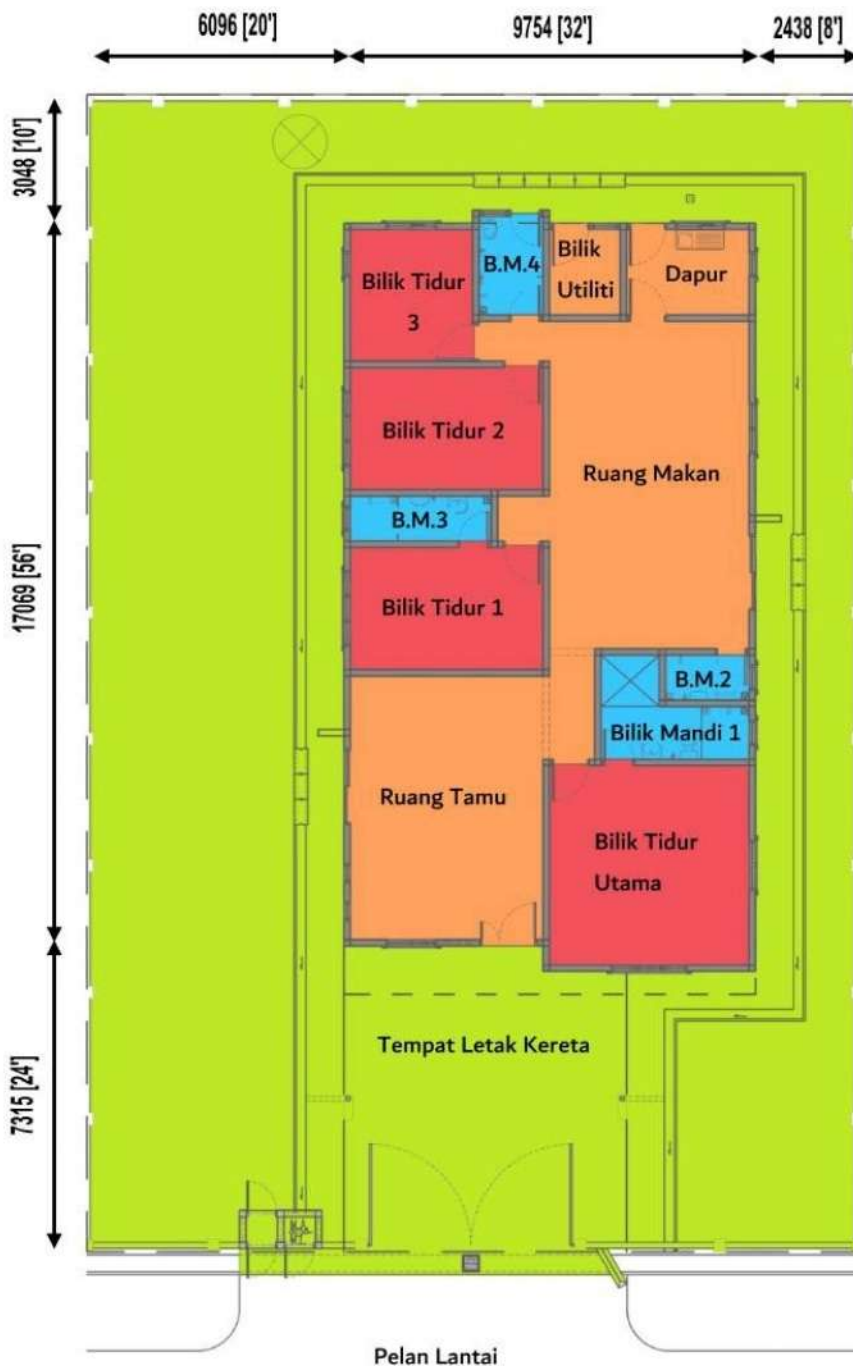 6096 [20']
9754 [32']
2438 [8']
3048 [10']
17069 [56']
7315 [24']
Bilik Tidur
3
B.M.4
Bilik
Utiliti
Dapur
Bilik Tidur 2
Ruang Makan
B.M.3
Bilik Tidur 1
B.M.2
Bilik Mandi 1
Ruang Tamu
Bilik Tidur
Utama
Tempat Letak Kereta
Pelan Lantai